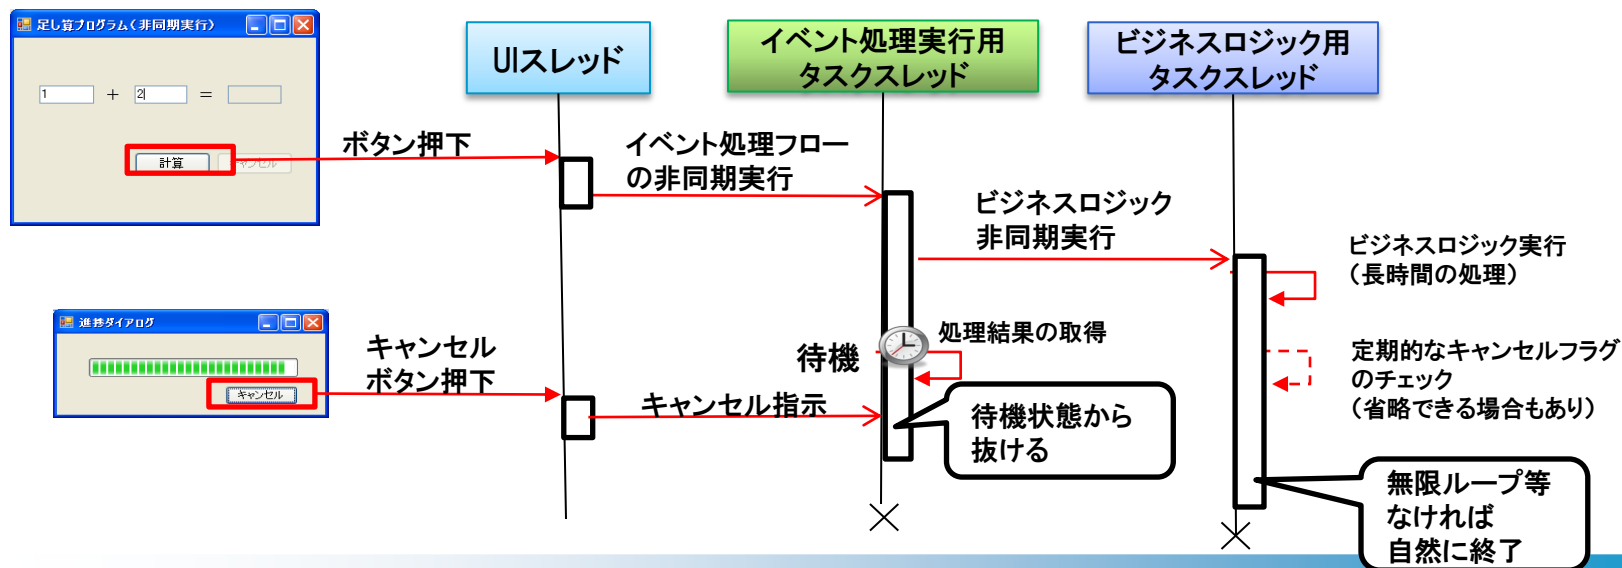 足し算プログラム(非同期実行)
1 + 2 =
計算
キャンセル
ボタン押下
UIスレッド
イベント処理フロー
の非同期実行
イベント処理実行用
タスクスレッド
ビジネスロジック
非同期実行
ビジネスロジック用
タスクスレッド
ビジネスロジック実行
(長時間の処理)
進捗ダイアログ
キャンセル
キャンセル
ボタン押下
キャンセル指示
待機
処理結果の取得
待機状態から
抜ける
定期的なキャンセルフラグ
のチェック
(省略できる場合もあり)
無限ループ等
なければ
自然に終了